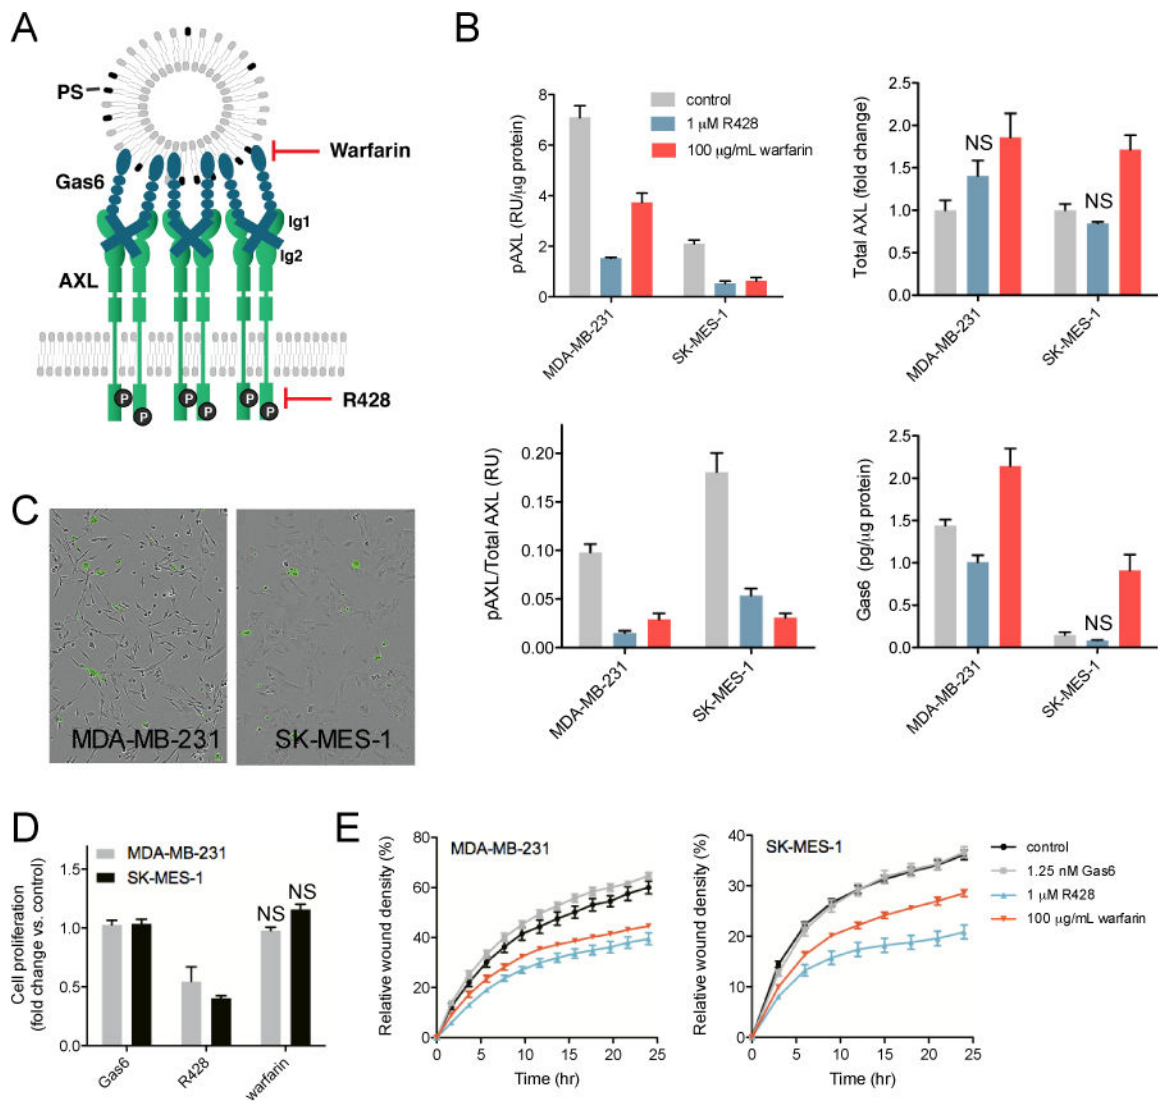 A
PS
Warfarin
Gas6
Ig1
Ig2
AXL
P P P P P P
R428
B
pAXL (RU/μg protein)
8
6
4
2
0
control
1 μM R428
100 μg/mL warfarin
MDA-MB-231
SK-MES-1
Total AXL (fold change)
2.5
2.0
1.5
1.0
0.5
0.0
NS
NS
MDA-MB-231
SK-MES-1
pAXL/Total AXL (RU)
0.20
0.15
0.10
0.05
0.00
MDA-MB-231
SK-MES-1
Gas6 (pg/μg protein)
2.5
2.0
1.5
1.0
0.5
0.0
NS
MDA-MB-231
SK-MES-1
C
MDA-MB-231
SK-MES-1
D
Cell proliferation
(fold change vs. control)
1.5
1.0
0.5
0.0
MDA-MB-231
SK-MES-1
NS NS
Gas6
R428
warfarin
E
Relative wound density (%)
80
60
40
20
0
MDA-MB-231
0 5 10 15 20 25
Time (hr)
Relative wound density (%)
40
30
20
10
0
SK-MES-1
0 5 10 15 20 25
Time (hr)
control
1.25 nM Gas6
1 μM R428
100 μg/mL warfarin